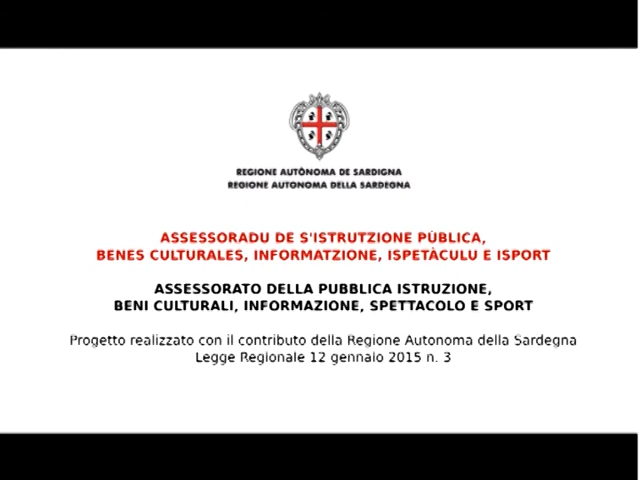 REGIONE AUTÒNOMA DE SARDIGNA
REGIONE AUTONOMA DELLA SARDEGNA
ASSESSORADU DE S'ISTRUTZIONE PÙBLICA,
BENES CULTURALES, INFORMATZIONE, ISPETÀCULU E ISPORT
ASSESSORATO DELLA PUBBLICA ISTRUZIONE,
BENI CULTURALI, INFORMAZIONE, SPETTACOLO E SPORT
Progetto realizzato con il contributo della Regione Autonoma della Sardegna
Legge Regionale 12 gennaio 2015 n. 3